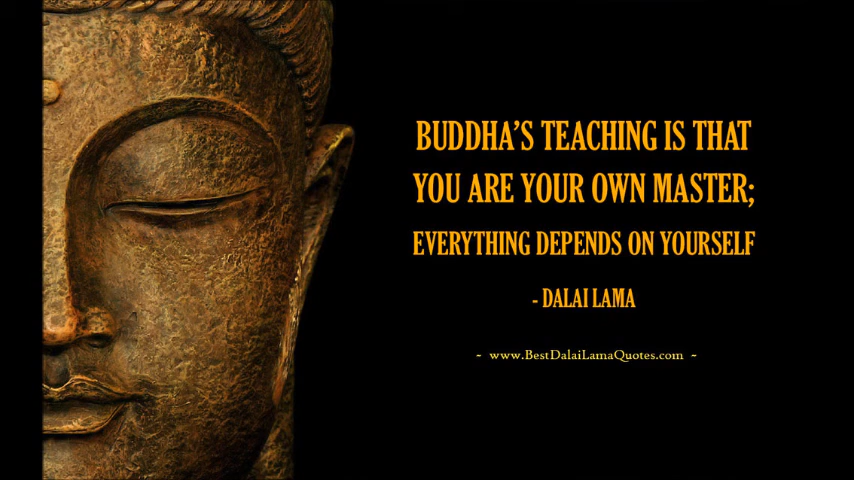 BUDDHA'S TEACHING IS THAT
YOU ARE YOUR OWN MASTER;
EVERYTHING DEPENDS ON YOURSELF
- DALAI LAMA
~ www.BestDalaiLamaQuotes.com ~